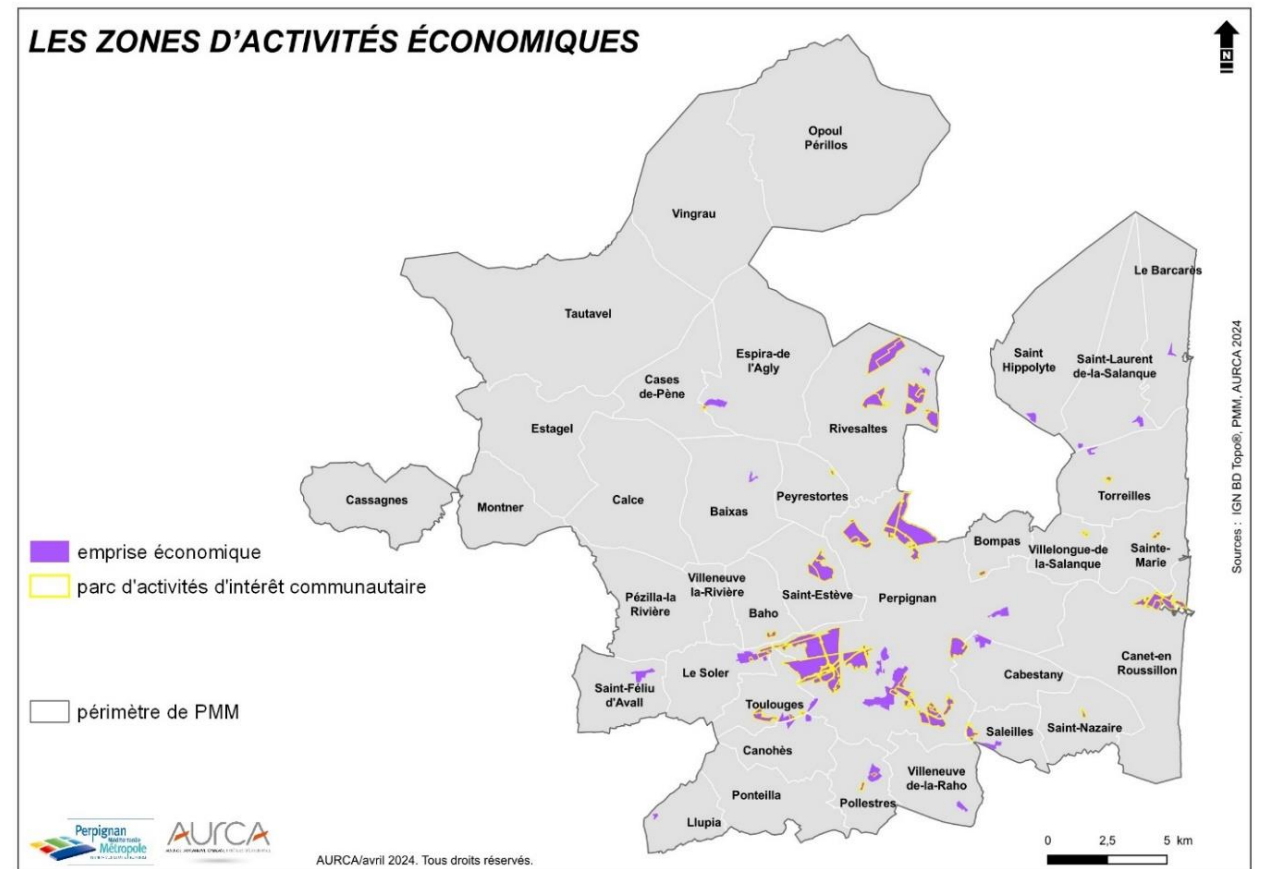 LES ZONES D'ACTIVITÉS ÉCONOMIQUES
N
Opoul
Périllos
Vingrau
Le Barcarès
Tautavel
Espira-de
l'Agly
Saint
Hippolyte
Saint-Laurent
de-la-Salanque
Cases
de-Pène
Estagel
Rivesaltes
Cassagnes
Montner
Calce
Baixas
Peyrestortes
Torreilles
Bompas
Villelongue-de
la-Salanque
Sainte-
Marie
emprise économique
parc d'activités d'intérêt communautaire
Pézilla-la
Rivière
Villeneuve
la-Rivière
Baho
Saint-Estève
Perpignan
Canet-en
Roussillon
Cabestany
Le Soler
Saint-Féliu
d'Avall
Toulouges
Saleilles
Saint-Nazaire
périmètre de PMM
Canohès
Villeneuve
de-la-Raho
Ponteilla
Pollestres
Llupia
Perpignan
Méditerranée
Métropole
AURCA
AURCA/avril 2024. Tous droits réservés.
0 2,5 5 km
Sources : IGN BD Topo®, PMM, AURCA 2024